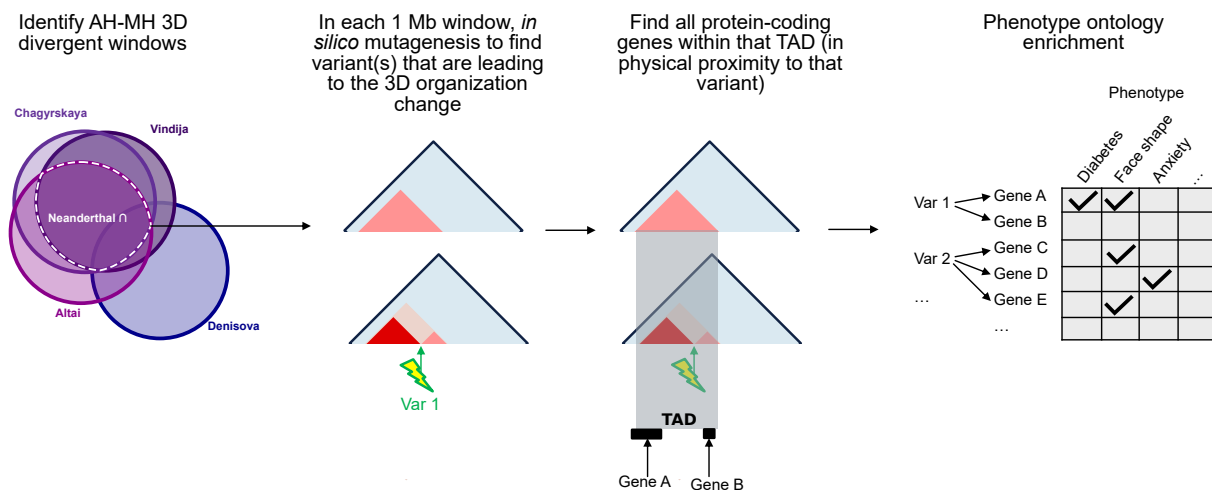 Identify AH-MH 3D
divergent windows
In each 1 Mb window, in
silico mutagenesis to find
variant(s) that are leading
to the 3D organization
change
Find all protein-coding
genes within that TAD (in
physical proximity to that
variant)
Phenotype ontology
enrichment
Chagyrskaya
Vindija
Neanderthal ∩
Altai
Denisova
Var 1
TAD
Gene A
Gene B
Phenotype
Diabetes
Face shape
Anxiety
...
Var 1
Gene A
Gene B
Var 2
Gene C
Gene D
...
Gene E
...